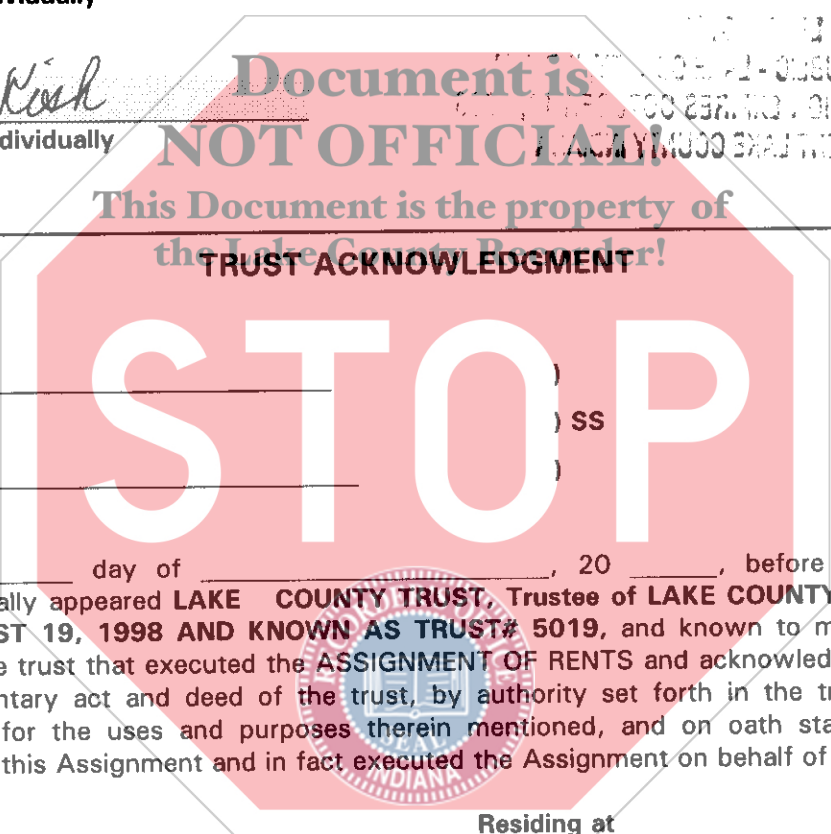 ividually
Kish
dividually
Document is
NOT OFFICIAL!
This Document is the property of
the Lake County Recorder!
TRUST ACKNOWLEDGMENT
STOP
)
) SS
)
day of , 20 , before
ally appeared LAKE COUNTY TRUST, Trustee of LAKE COUNTY
ST 19, 1998 AND KNOWN AS TRUST# 5019, and known to m
e trust that executed the ASSIGNMENT OF RENTS and acknowled
ntary act and deed of the trust, by authority set forth in the tr
for the uses and purposes therein mentioned, and on oath sta
this Assignment and in fact executed the Assignment on behalf of
SEAL
INDIANA
Residing at